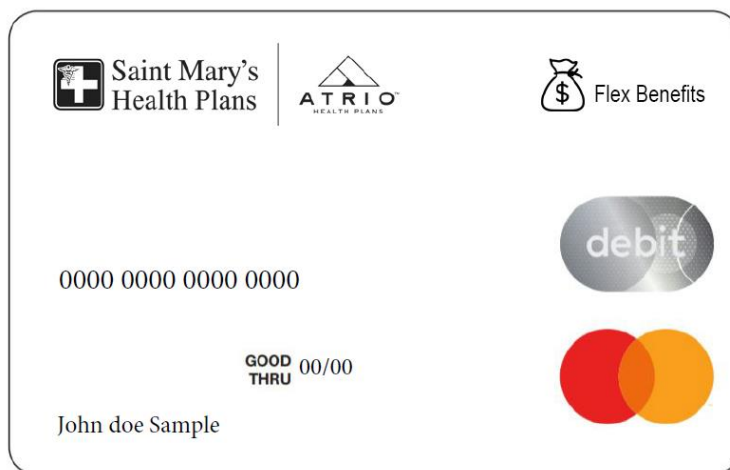 Saint Mary's
Health Plans
ATRIO™
HEALTH PLANS
$ Flex Benefits
debit
0000 0000 0000 0000
GOOD
THRU 00/00
John doe Sample